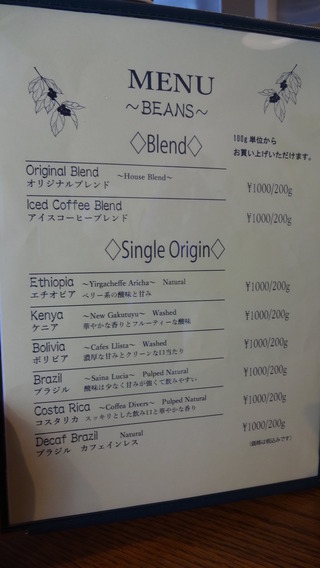 MENU
~BEANS~
◇Blend◇
100g 単位から
お買い上げいただけます。
Original Blend ~House Blend~
オリジナルブレンド ¥1000/200g
Iced Coffee Blend
アイスコーヒーブレンド ¥1000/200g
◇Single Origin◇
Ethiopia ~Yirgacheffe Aricha~ Natural
エチオピア ベリー系の酸味と甘み ¥1000/200g
Kenya ~New Gakutuyu~ Washed
ケニア 華やかな香りとフルーティーな酸味 ¥1000/200g
Bolivia ~Cafes Llista~ Washed
ボリビア 濃厚な甘みとクリーンな口当たり ¥1000/200g
Brazil ~Saina Lucia~ Pulped Natural
ブラジル 酸味は少なく甘みが強くて飲みやすい ¥1000/200g
Costa Rica ~Coffea Divers~ Pulped Natural
コスタリカ スッキリとした飲み口と華やかな香り ¥1000/200g
Decaf Brazil Natural
ブラジル カフェインレス ¥1000/200g
(価格は税込みです)